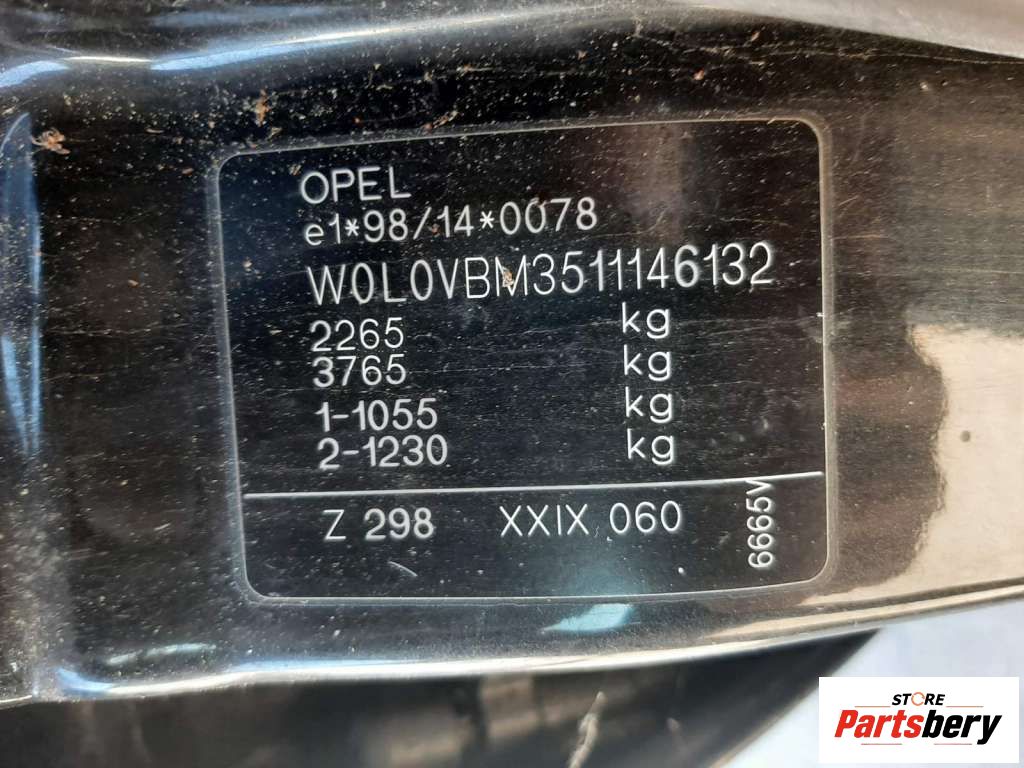 OPEL
e1*98/14*0078
W0L0VBM3511146132
2265 kg
3765 kg
1-1055 kg
2-1230 kg
Z 298 XXIX 060
6665V
STORE
Partsbery